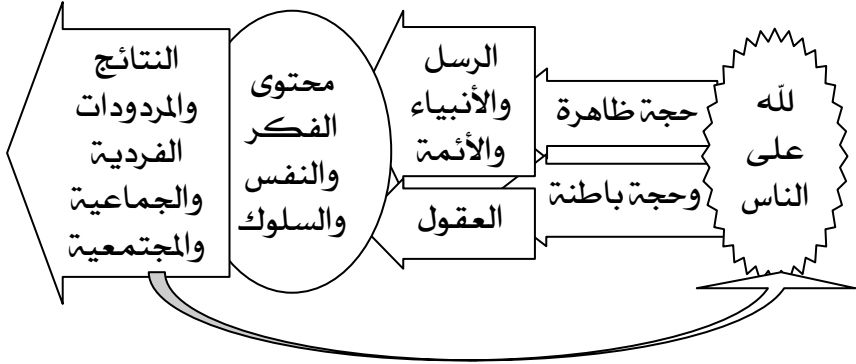 لله
على
الناس
حجة ظاهرة
وحجة باطنة
الرسل
والأنبياء
والأئمة
العقول
محتوى
الفكر
والنفس
والسلوك
النتائج
والمردودات
الفردية
والجماعية
والمجتمعية